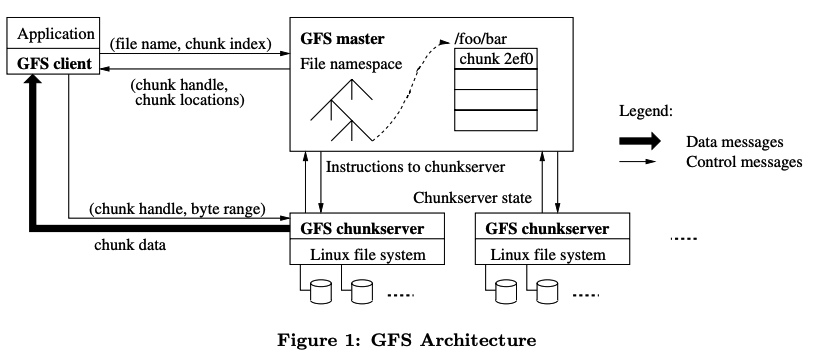 Application
GFS client
(file name, chunk index)
(chunk handle,
chunk locations)
GFS master
File namespace
/foo/bar
chunk 2ef0
Legend:
Data messages
Control messages
Instructions to chunkserver
Chunkserver state
(chunk handle, byte range)
chunk data
GFS chunkserver
Linux file system
GFS chunkserver
Linux file system
Figure 1: GFS Architecture